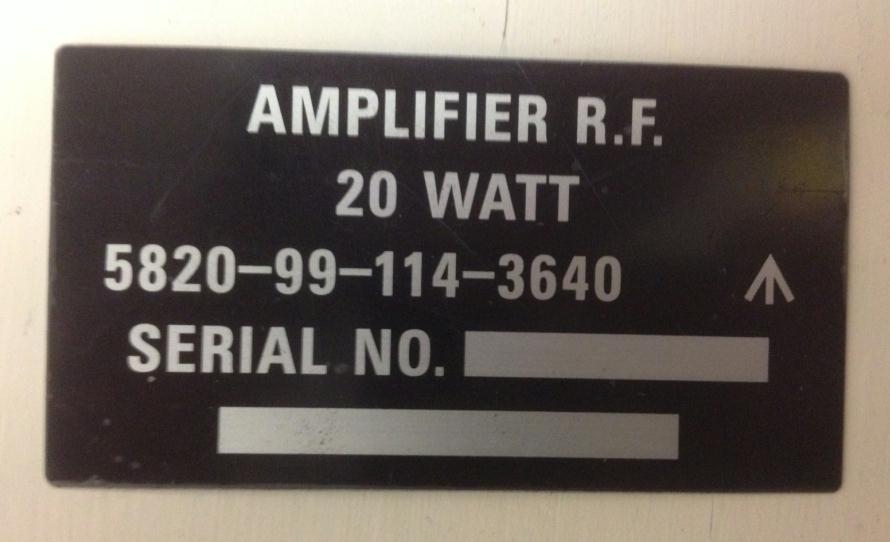 AMPLIFIER R.F.
20 WATT
5820-99-114-3640
SERIAL NO.